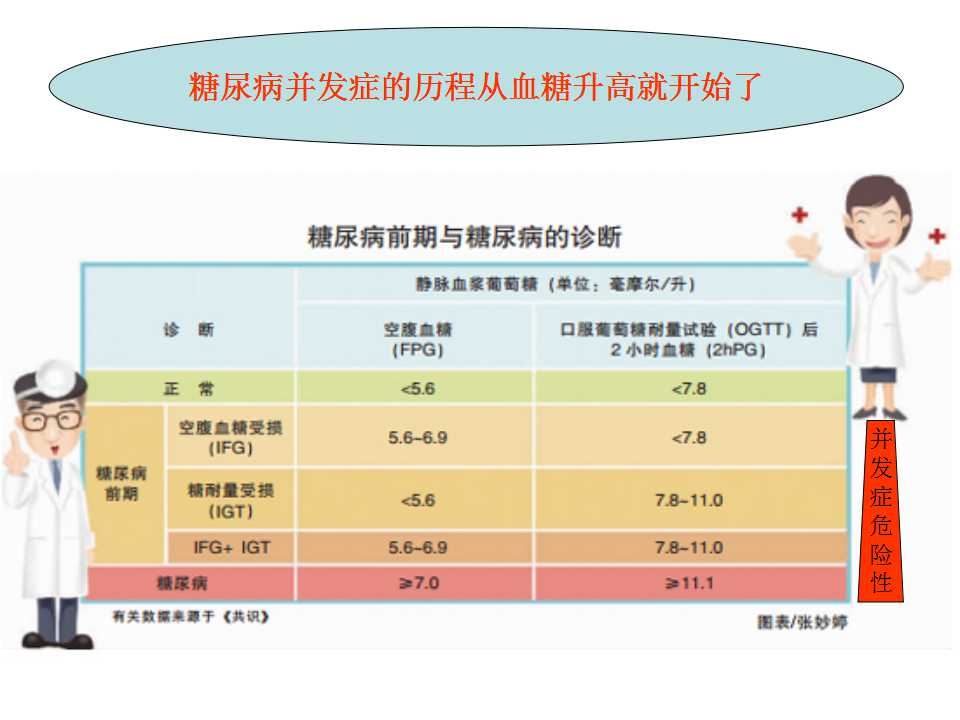 糖尿病并发症的历程从血糖升高就开始了
糖尿病前期与糖尿病的诊断
诊 断
静脉血浆葡萄糖（单位：毫摩尔/升）
空腹血糖
(FPG)
口服葡萄糖耐量试验（OGTT）后
2 小时血糖（2hPG）
正 常
<5.6
<7.8
糖尿病
前期
空腹血糖受损
(IFG)
5.6~6.9
<7.8
糖耐量受损
(IGT)
<5.6
7.8~11.0
IFG+ IGT
5.6~6.9
7.8~11.0
糖尿病
≥7.0
≥11.1
并发症危险性
有关数据来源于《共识》
图表/张妙婷